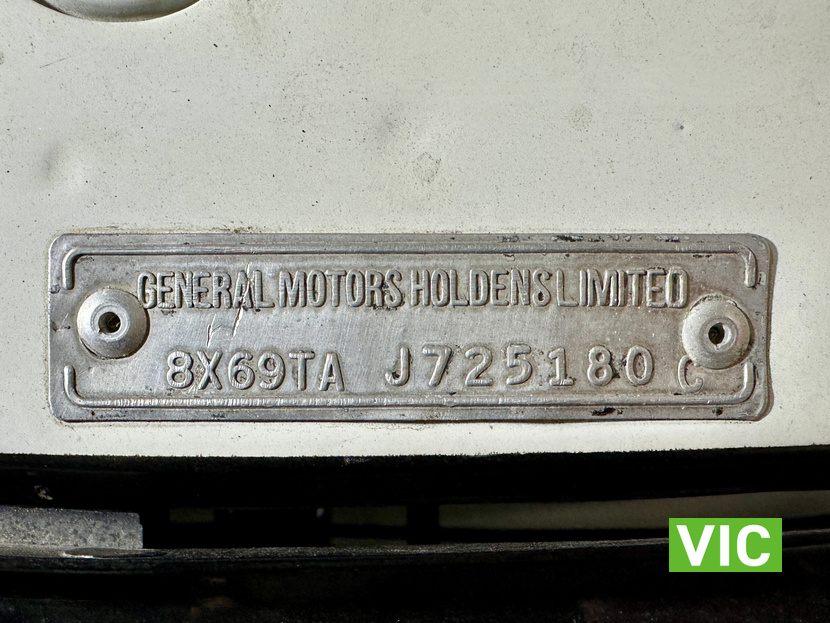 GENERAL MOTORS HOLDENS LIMITED
8X69TA J725180 C
VIC